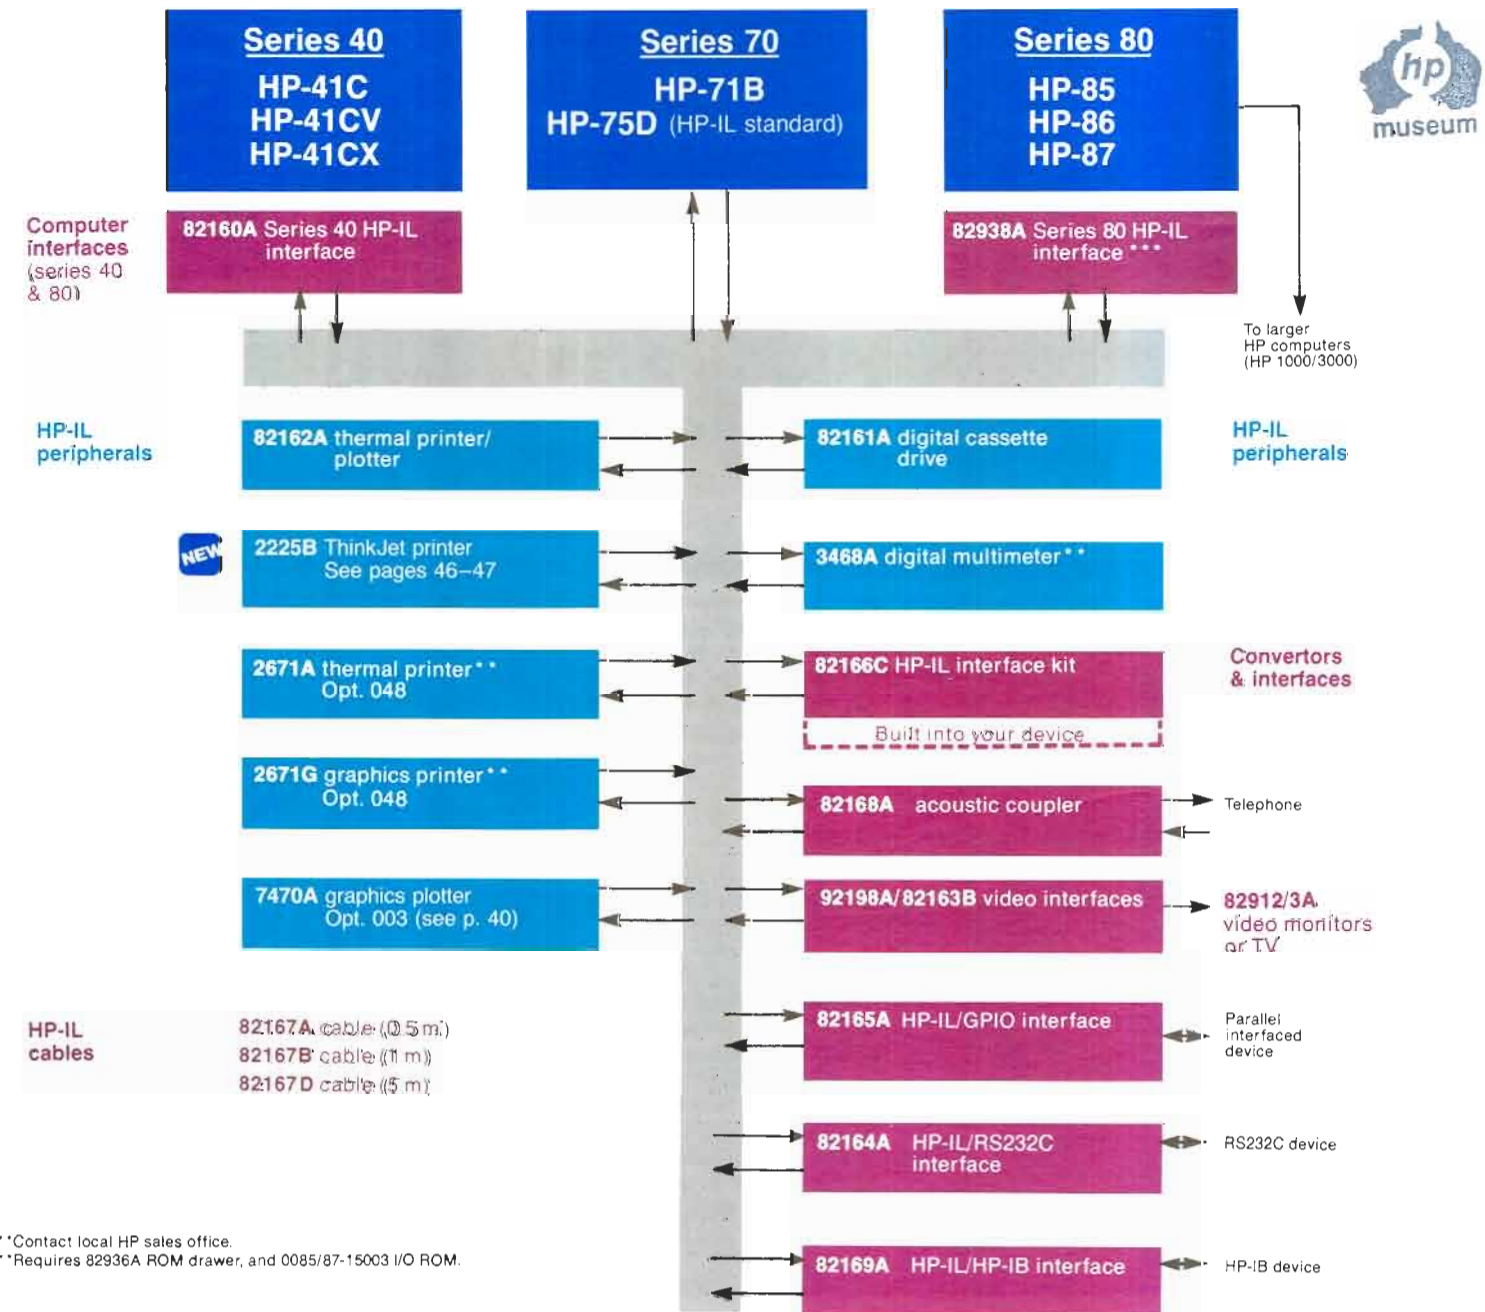 Series 40
HP-41C
HP-41CV
HP-41CX
Series 70
HP-71B
HP-75D (HP-IL standard)
Series 80
HP-85
HP-86
HP-87
hp
museum
Computer
interfaces
(series 40
& 80)
82160A Series 40 HP-IL
interface
82938A Series 80 HP-IL
interface ***
To larger
HP computers
(HP 1000/3000)
HP-IL
peripherals
82162A thermal printer/
plotter
82161A digital cassette
drive
HP-IL
peripherals
NEW
2225B ThinkJet printer
See pages 46–47
3468A digital multimeter**
2671A thermal printer**
Opt. 048
82166C HP-IL interface kit
Built into your device
Convertors
& interfaces
2671G graphics printer**
Opt. 048
82168A acoustic coupler
Telephone
7470A graphics plotter
Opt. 003 (see p. 40)
92198A/82163B video interfaces
82912/3A
video monitors
or TV
HP-IL
cables
82167A cable (0.5 m)
82167B cable (1 m)
82167D cable (5 m)
82165A HP-IL/GPIO interface
Parallel
interfaced
device
82164A HP-IL/RS232C
interface
RS232C device
**Contact local HP sales office.
**Requires 82936A ROM drawer, and 0085/87-15003 I/O ROM.
82169A HP-IL/HP-IB interface
HP-IB device